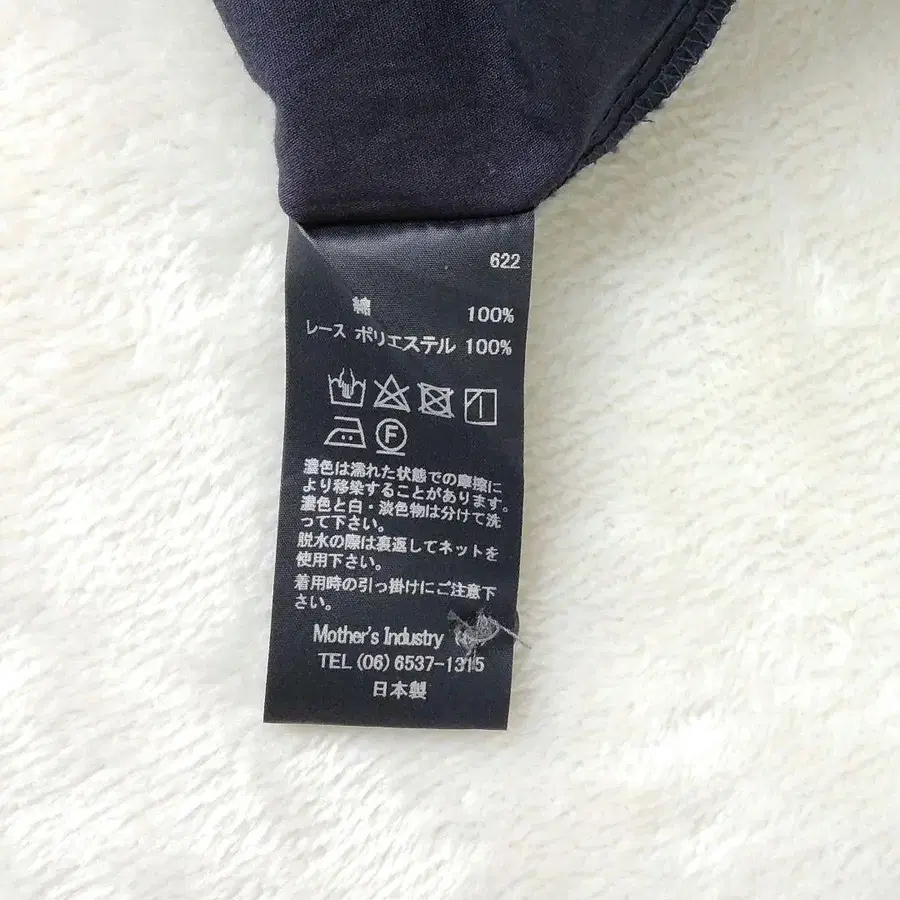 622
綿 100%
レース ポリエステル 100%
F
濃色は濡れた状態での摩擦に
より移染することがあります。
濃色と白・淡色物は分けて洗
って下さい。
脱水の際は裏返してネットを
使用下さい。
着用時の引っ掛けにご注意下
さい。
Mother's Industry
TEL (06) 6537-1315
日本製